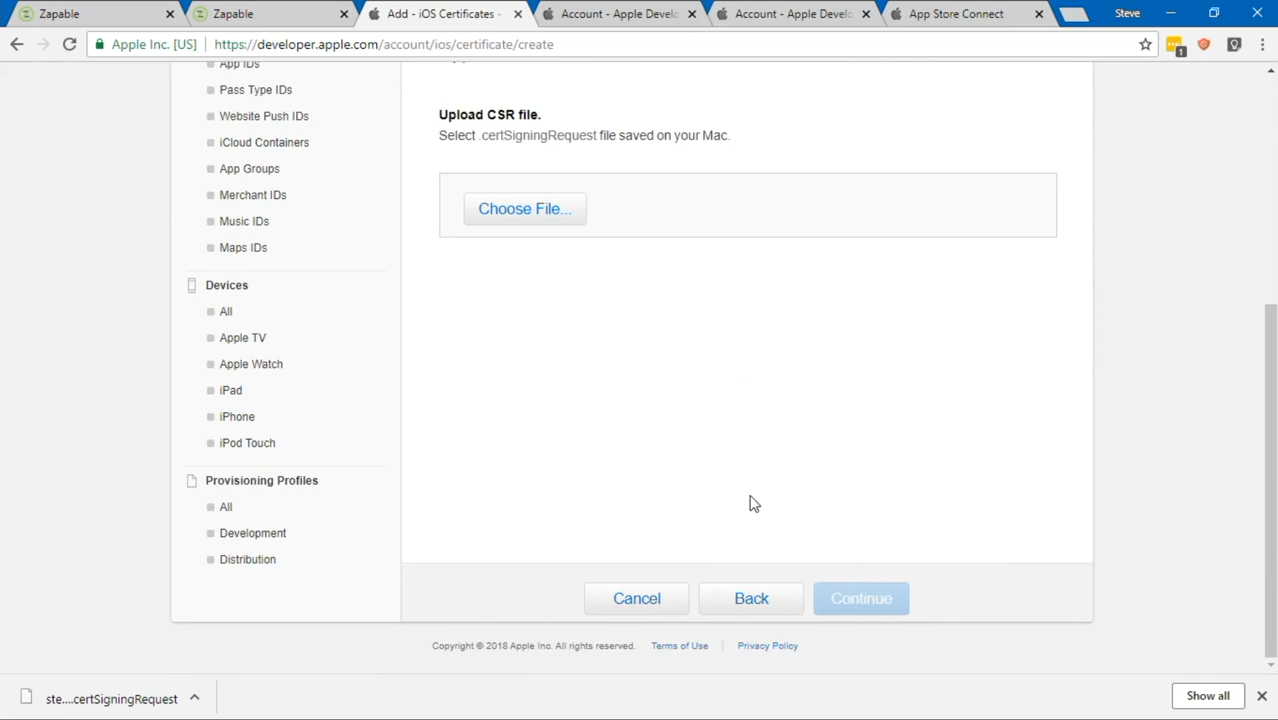 Zapable
Zapable
Add - iOS Certificates -
Account - Apple Develo
Account - Apple Develo
App Store Connect
Steve
Apple Inc. [US]
https://developer.apple.com/account/ios/certificate/create
1
App IDs
Pass Type IDs
Website Push IDs
iCloud Containers
App Groups
Merchant IDs
Music IDs
Maps IDs
Devices
All
Apple TV
Apple Watch
iPad
iPhone
iPod Touch
Provisioning Profiles
All
Development
Distribution
Upload CSR file.
Select .certSigningRequest file saved on your Mac.
Choose File...
Cancel
Back
Continue
Copyright © 2018 Apple Inc. All rights reserved.
Terms of Use
Privacy Policy
ste....certSigningRequest
Show all